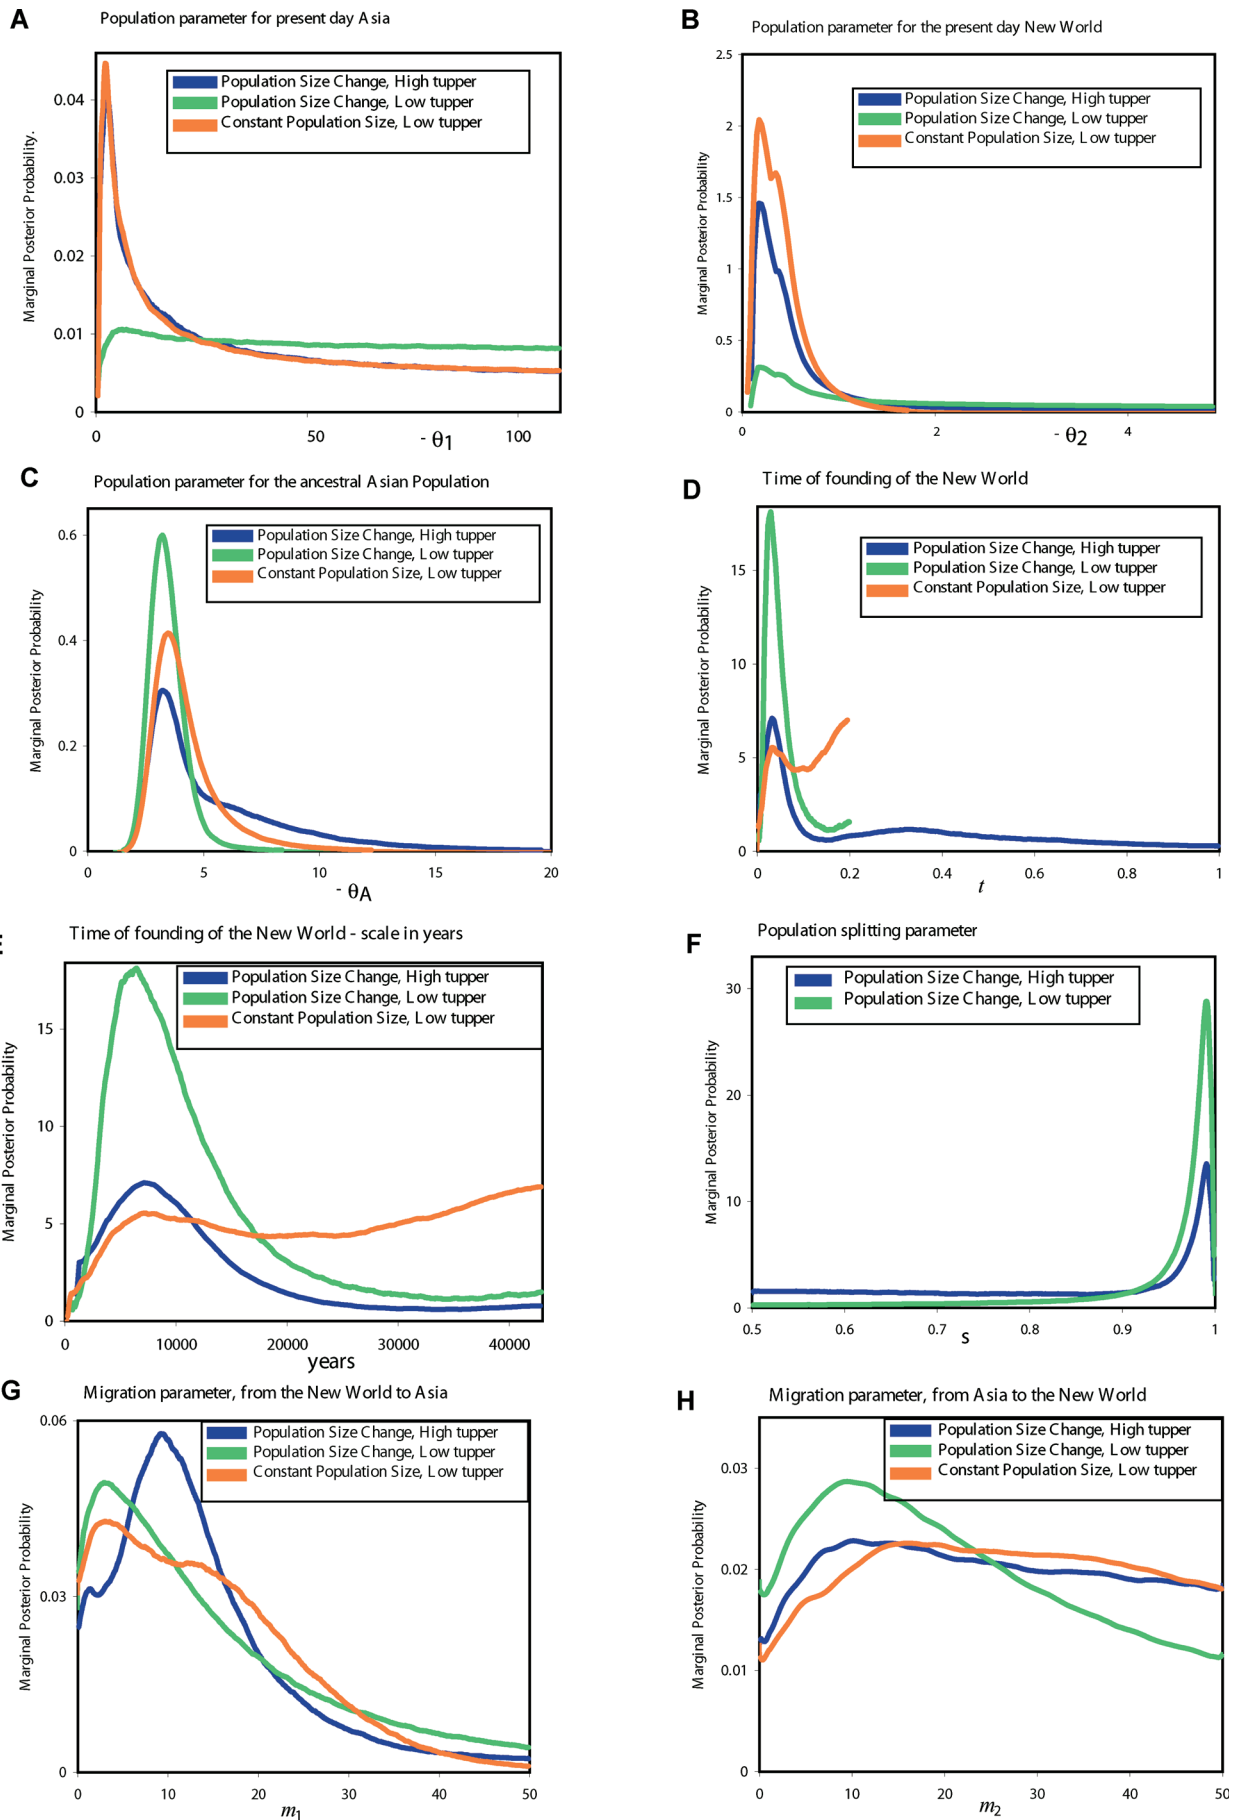 A
Population parameter for present day Asia
Population Size Change, High tupper
Population Size Change, Low tupper
Constant Population Size, Low tupper
Marginal Posterior Probability.
0.04
0.03
0.02
0.01
0
0
50
100
- θ1
B
Population parameter for the present day New World
Population Size Change, High tupper
Population Size Change, Low tupper
Constant Population Size, Low tupper
Marginal Posterior Probability
2.5
2
1.5
1
0.5
0
0
2
4
- θ2
C
Population parameter for the ancestral Asian Population
Population Size Change, High tupper
Population Size Change, Low tupper
Constant Population Size, Low tupper
Marginal Posterior Probability
0.6
0.4
0.2
0
0
5
10
15
20
- θA
D
Time of founding of the New World
Population Size Change, High tupper
Population Size Change, Low tupper
Constant Population Size, Low tupper
Marginal Posterior Probability
15
10
5
0
0
0.2
0.4
0.6
0.8
1
t
Time of founding of the New World - scale in years
Population Size Change, High tupper
Population Size Change, Low tupper
Constant Population Size, Low tupper
Marginal Posterior Probability
15
10
5
0
0
10000
20000
30000
40000
years
F
Population splitting parameter
Population Size Change, High tupper
Population Size Change, Low tupper
Marginal Posterior Probability
30
20
10
0
0.5
0.6
0.7
0.8
0.9
1
s
G
Migration parameter, from the New World to Asia
Population Size Change, High tupper
Population Size Change, Low tupper
Constant Population Size, Low tupper
Marginal Posterior Probability
0.06
0.03
0
0
10
20
30
40
50
m1
H
Migration parameter, from Asia to the New World
Population Size Change, High tupper
Population Size Change, Low tupper
Constant Population Size, Low tupper
Marginal Posterior Probability
0.03
0.02
0.01
0
0
10
20
30
40
50
m2